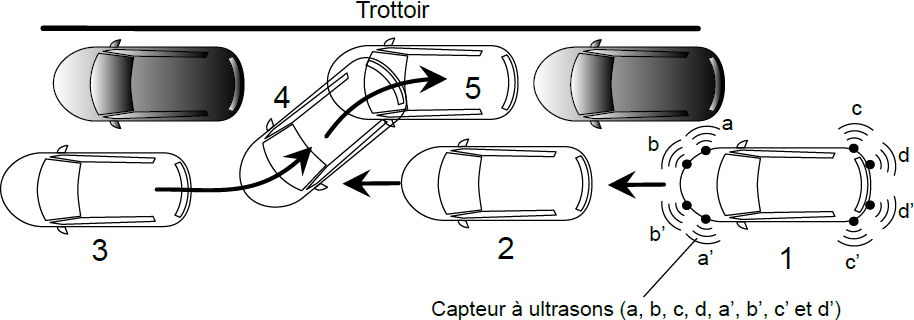 Trottoir
4
5
a
b
c
d
3
2
1
b’
a’
c’
d’
Capteur à ultrasons (a, b, c, d, a’, b’, c’ et d’)